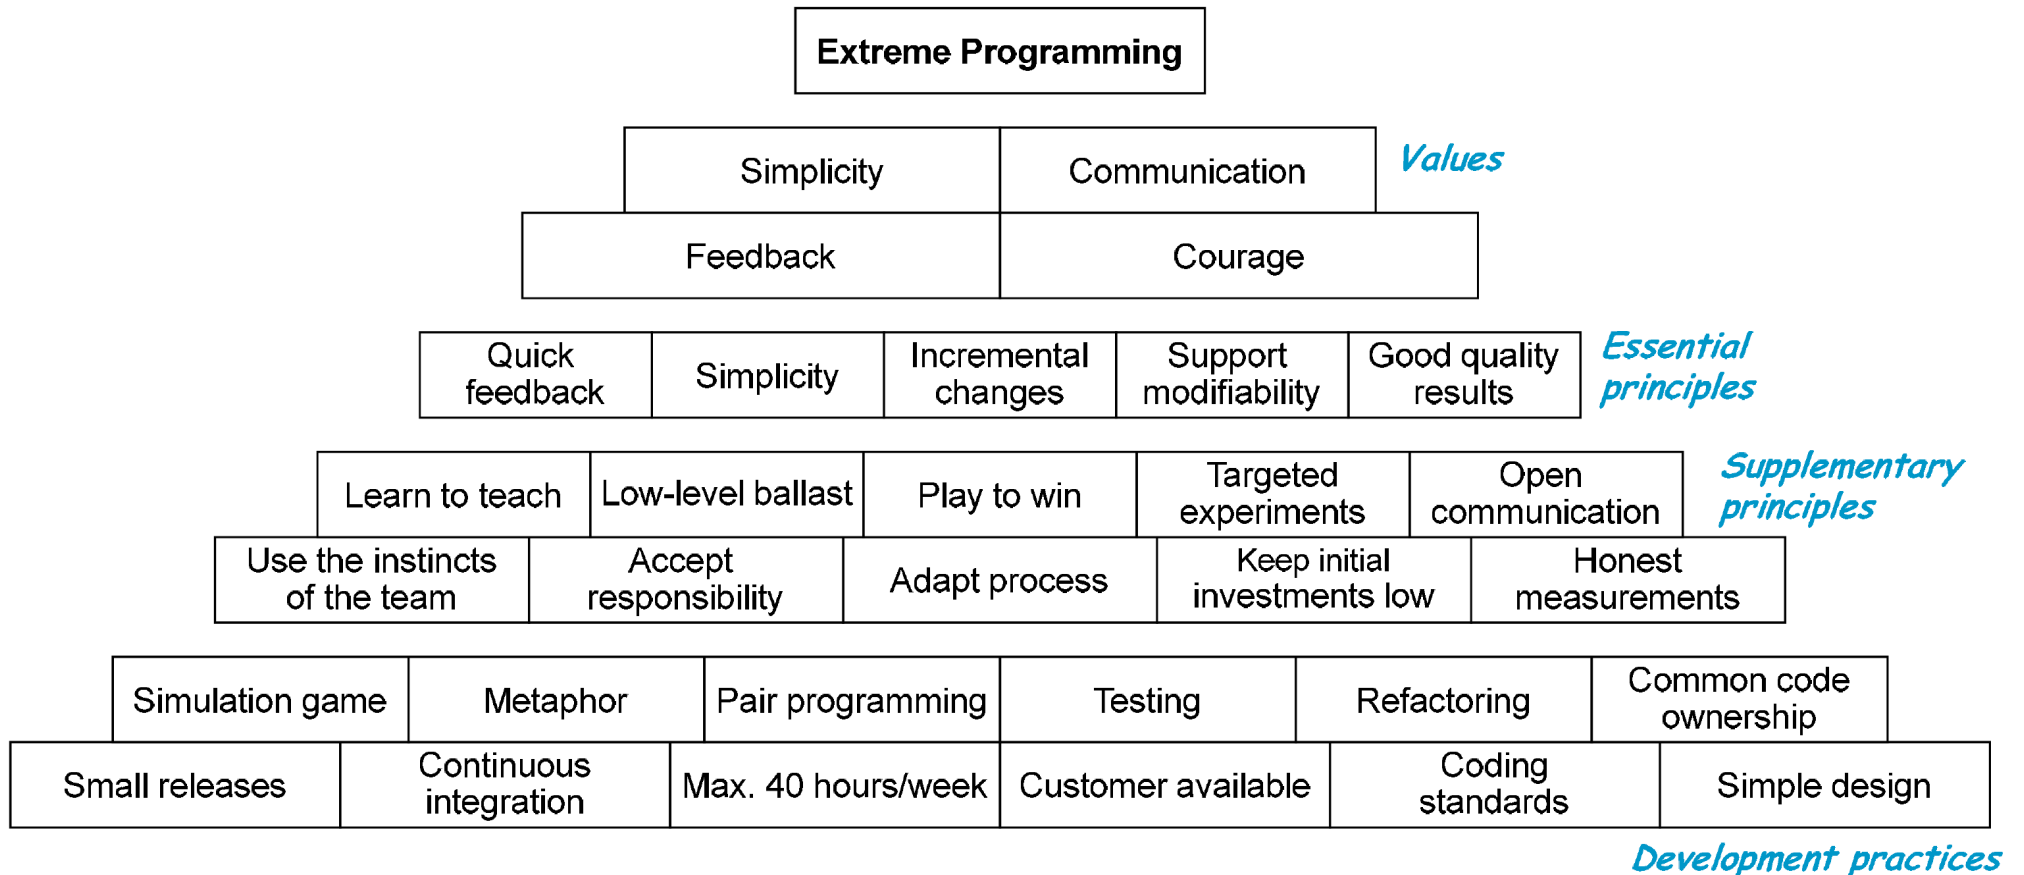 Extreme Programming
Simplicity
Communication
Values
Feedback
Courage
Quick
feedback
Simplicity
Incremental
changes
Support
modifiability
Good quality
results
Essential
principles
Learn to teach
Low-level ballast
Play to win
Targeted
experiments
Open
communication
Supplementary
principles
Use the instincts
of the team
Accept
responsibility
Adapt process
Keep initial
investments low
Honest
measurements
Simulation game
Metaphor
Pair programming
Testing
Refactoring
Common code
ownership
Small releases
Continuous
integration
Max. 40 hours/week
Customer available
Coding
standards
Simple design
Development practices